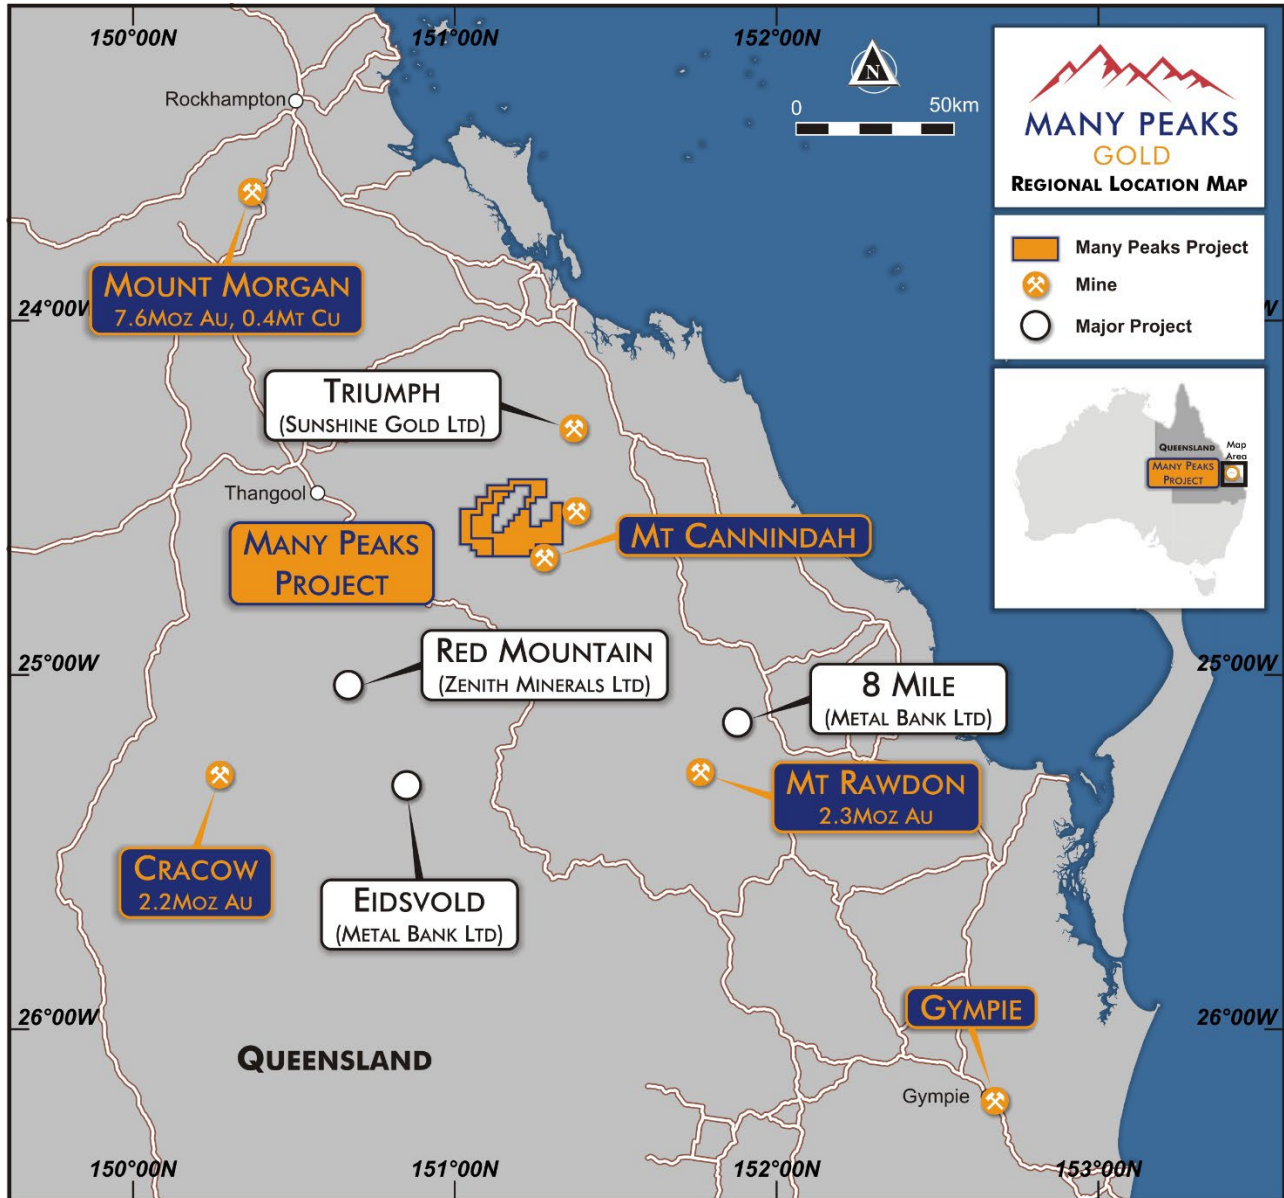 150°00N
151°00N
152°00N
N
0
50km
MANY PEAKS
GOLD
REGIONAL LOCATION MAP
Rockhampton
Many Peaks Project
Mine
Major Project
MOUNT MORGAN
7.6MOZ AU, 0.4MT CU
24°00W
W
TRIUMPH
(SUNSHINE GOLD LTD)
QUEENSLAND
Map
Area
MANY PEAKS
PROJECT
Thangool
MANY PEAKS
PROJECT
MT CANNINDAH
25°00W
25°00W
RED MOUNTAIN
(ZENITH MINERALS LTD)
8 MILE
(METAL BANK LTD)
MT RAWDON
2.3MOZ AU
CRACOW
2.2MOZ AU
EIDSVOLD
(METAL BANK LTD)
26°00W
26°00W
GYMPIE
QUEENSLAND
Gympie
150°00N
151°00N
152°00N
153°00N